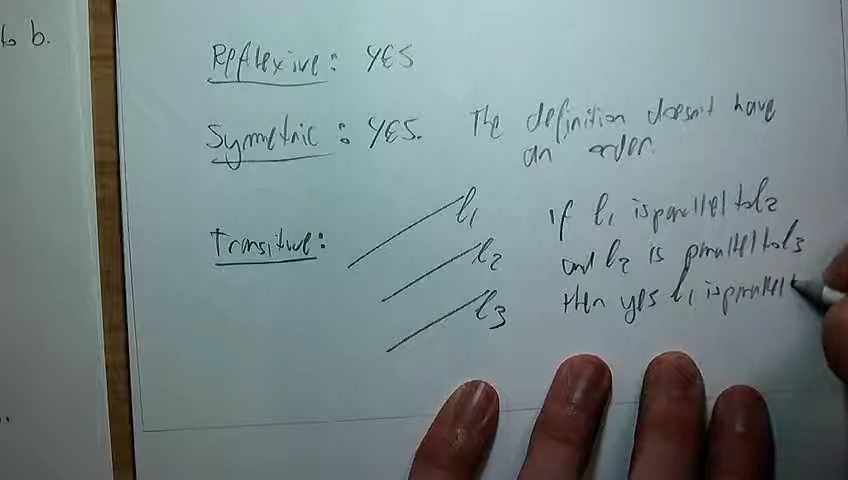 to b.
Reflexive: YES
Symmetric: YES. The definition doesn't have
an order.
Transitive: l1 If l1 is parallel to l2
l2 and l2 is parallel to l3
l3 then yes l1 is parallel t